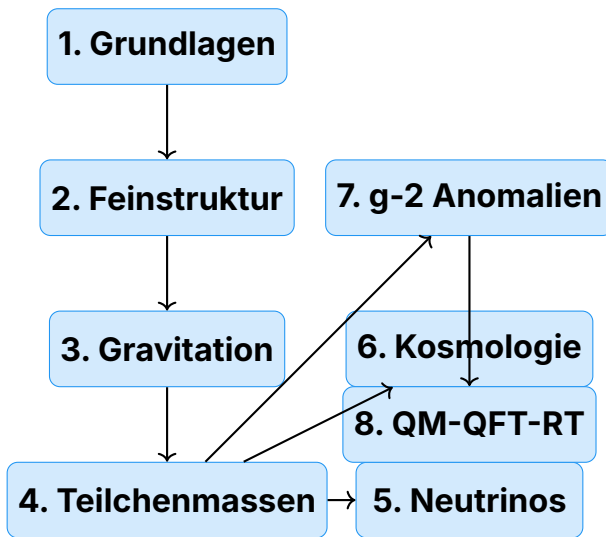 1. Grundlagen
2. Feinstruktur
7. g-2 Anomalien
3. Gravitation
6. Kosmologie
8. QM-QFT-RT
4. Teilchenmassen
5. Neutrinos